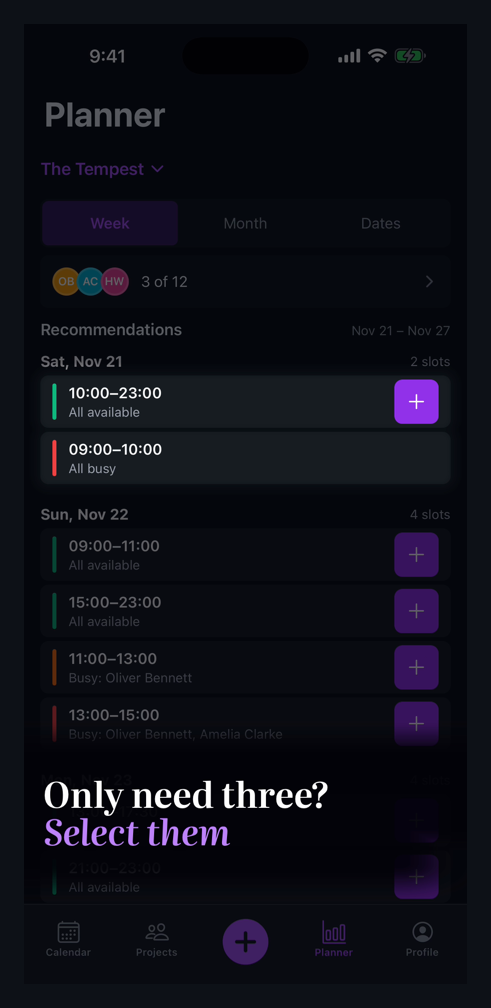 9:41
Planner
The Tempest
Week Month Dates
OB AC HW 3 of 12
Recommendations Nov 21 – Nov 27
Sat, Nov 21 2 slots
10:00–23:00
All available
09:00–10:00
All busy
Sun, Nov 22 4 slots
09:00–11:00
All available
15:00–23:00
All available
11:00–13:00
Busy: Oliver Bennett
13:00–15:00
Busy: Oliver Bennett, Amelia Clarke
Only need three?
Select them
21:00–23:00
All available
Calendar Projects Planner Profile